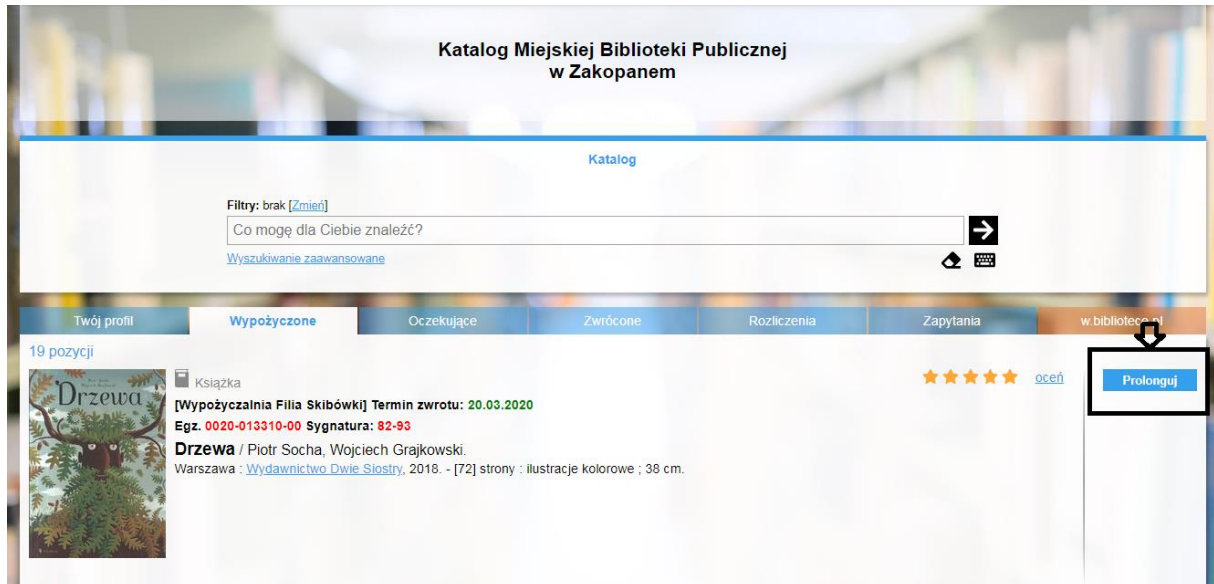 Katalog Miejskiej Biblioteki Publicznej
w Zakopanem
Katalog
Filtry: brak [Zmień]
Co mogę dla Ciebie znaleźć?
Wyszukiwanie zaawansowane
Twój profil Wypożyczone Oczekujące Zwrócone Rozliczenia Zapytania w.bibliotece.pl
19 pozycji
Drzewa
Książka
oceń
Prolonguj
[Wypożyczalnia Filia Skibówki] Termin zwrotu: 20.03.2020
Egz. 0020-013310-00 Sygnatura: 82-93
Drzewa / Piotr Socha, Wojciech Grajkowski.
Warszawa : Wydawnictwo Dwie Siostry, 2018. - [72] strony : ilustracje kolorowe ; 38 cm.